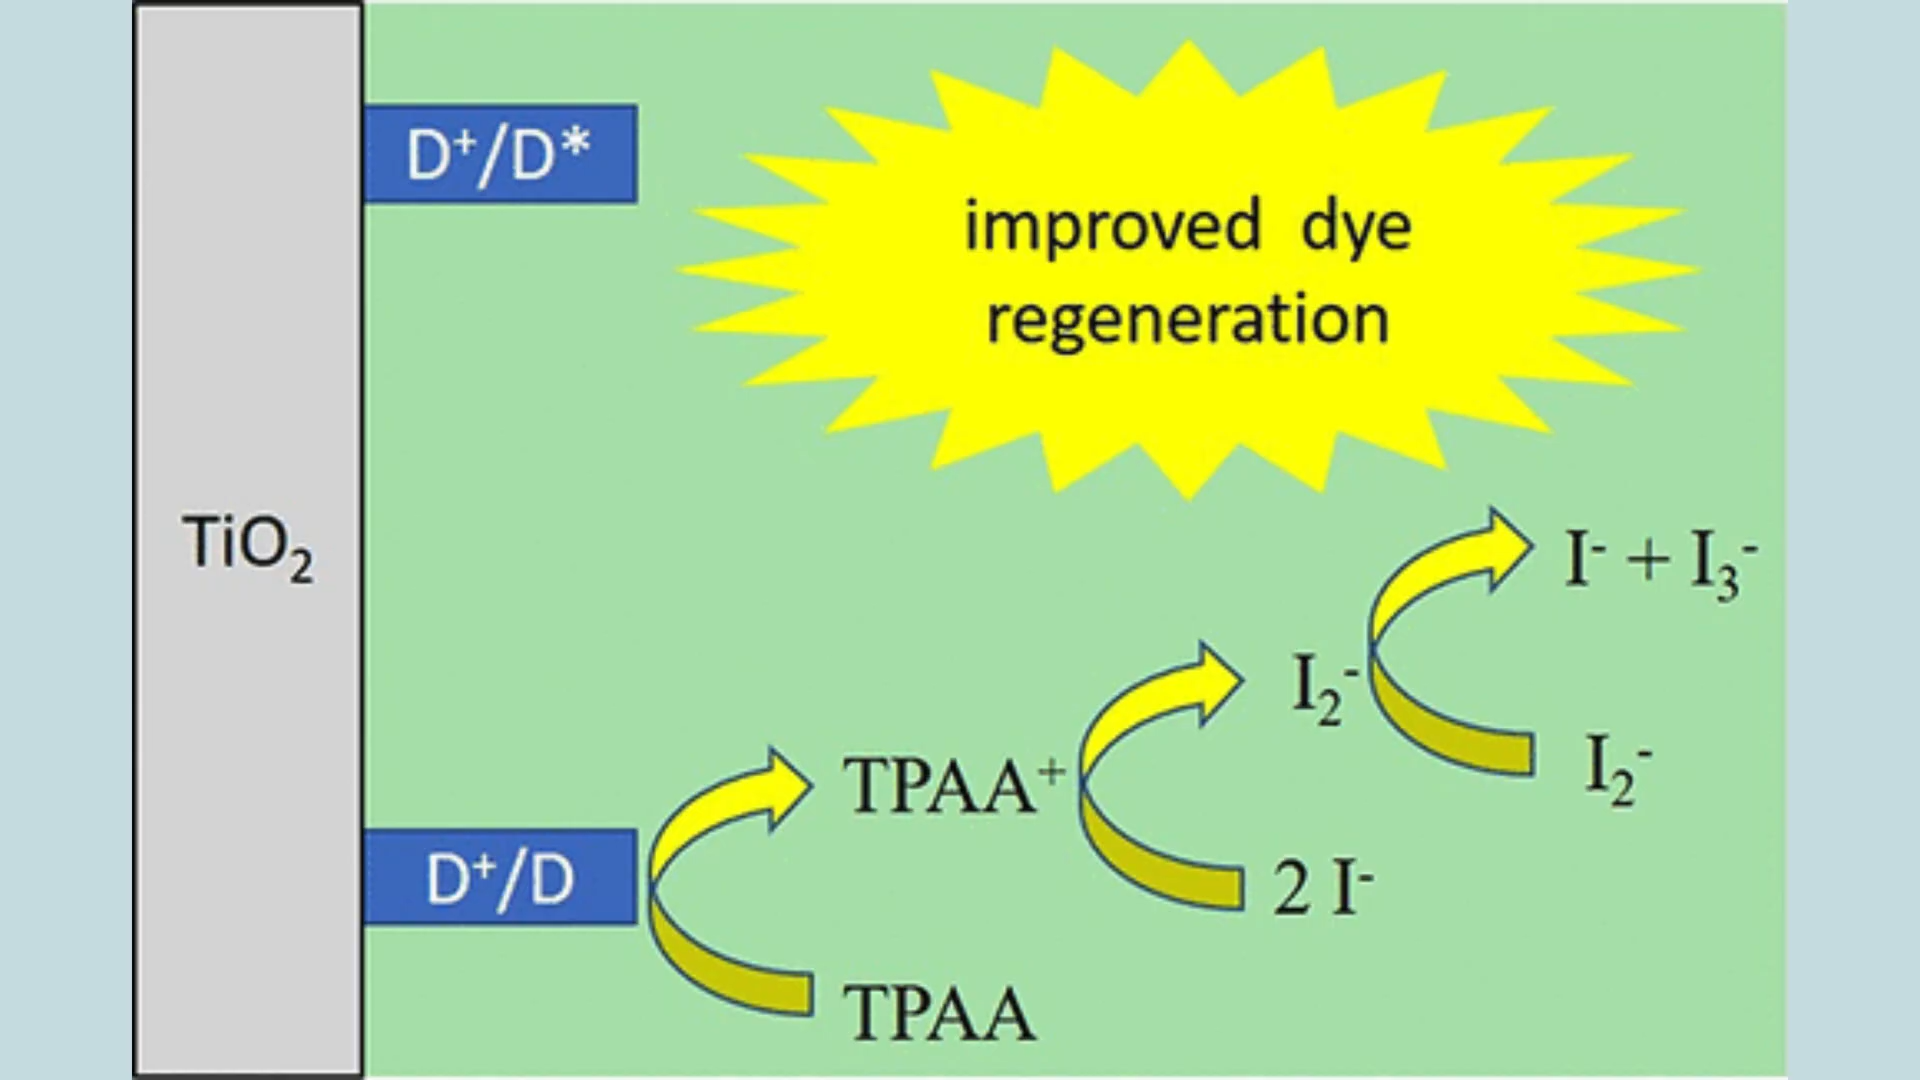 D⁺/D*
improved dye
regeneration
TiO₂
I⁻ + I₃⁻
I₂⁻
I₂⁻
TPAA⁺
D⁺/D
2 I⁻
TPAA